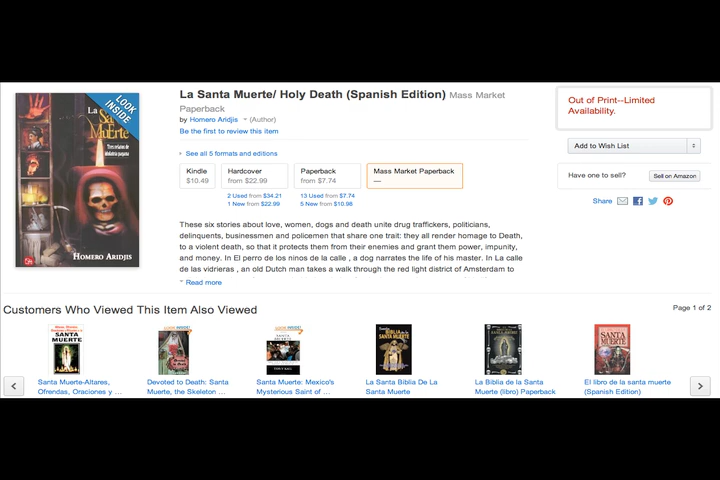 LOOK INSIDE!
La Santa Muerte
HOMERO ARIDJIS
La Santa Muerte/ Holy Death (Spanish Edition) Mass Market
Paperback
by Homero Aridjis (Author)
Be the first to review this item
See all 5 formats and editions
Kindle
$10.49
Hardcover
from $22.99
2 Used from $34.21
1 New from $22.99
Paperback
from $7.74
13 Used from $7.74
5 New from $10.98
Mass Market Paperback
—
These six stories about love, women, dogs and death unite drug traffickers, politicians,
delinquents, businessmen and policemen that share one trait: they all render homage to Death,
to a violent death, so that it protects them from their enemies and grant them power, impunity,
and money. In El perro de los ninos de la calle , a dog narrates the life of his master. In La calle
de las vidrieras , an old Dutch man takes a walk through the red light district of Amsterdam to
Read more
Out of Print--Limited
Availability.
Add to Wish List
Have one to sell?
Sell on Amazon
Share
Customers Who Viewed This Item Also Viewed
Page 1 of 2
SANTA
MUERTE
Santa Muerte-Altares,
Ofrendas, Oraciones y ...
Devoted to Death: Santa
Muerte, the Skeleton ...
SANTA MUERTE
Santa Muerte: Mexico's
Mysterious Saint of ...
BIBLIA de la
SANTA MUERTE
La Santa Biblia De La
Santa Muerte
La Biblia de la Santa
Muerte (libro) Paperback
SANTA
MUERTE
El libro de la santa muerte
(Spanish Edition)